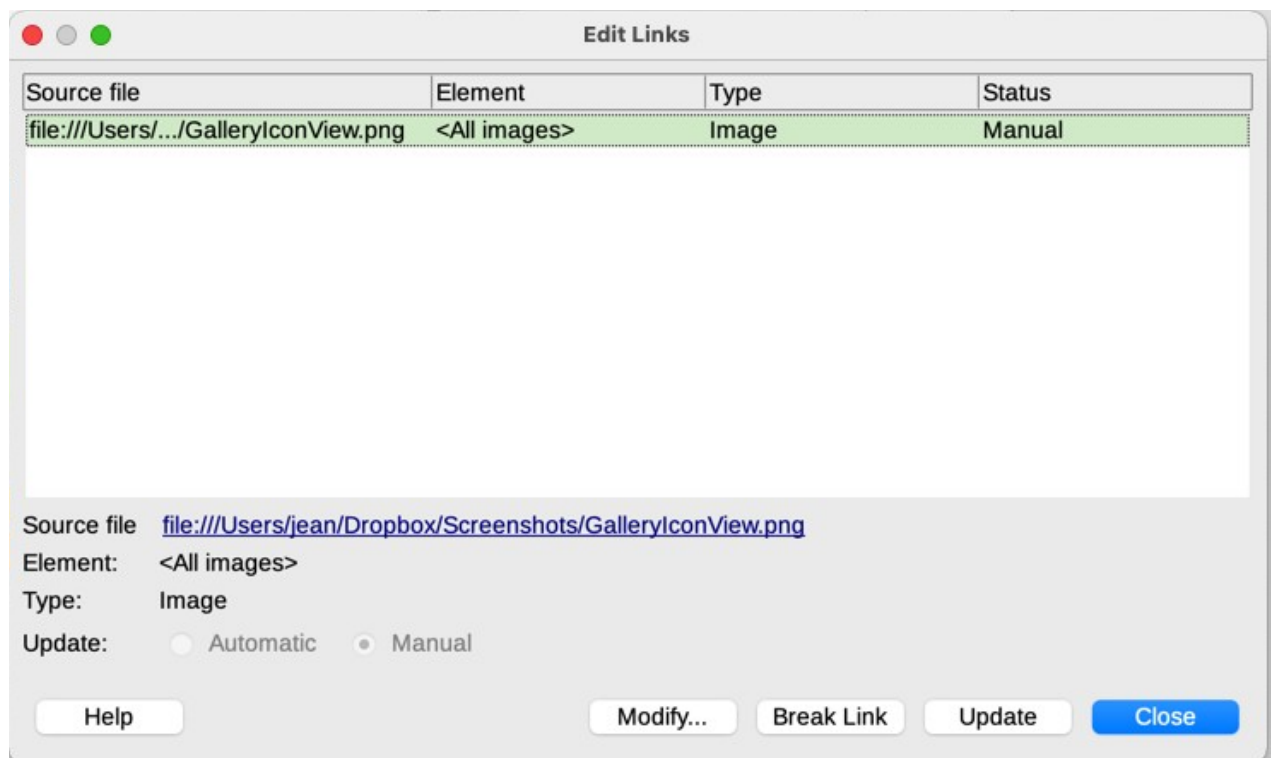 Edit Links
Source file Element Type Status
file:///Users/.../GalleryIconView.png <All images> Image Manual
Source file file:///Users/jean/Dropbox/Screenshots/GalleryIconView.png
Element: <All images>
Type: Image
Update: Automatic Manual
Help Modify... Break Link Update Close